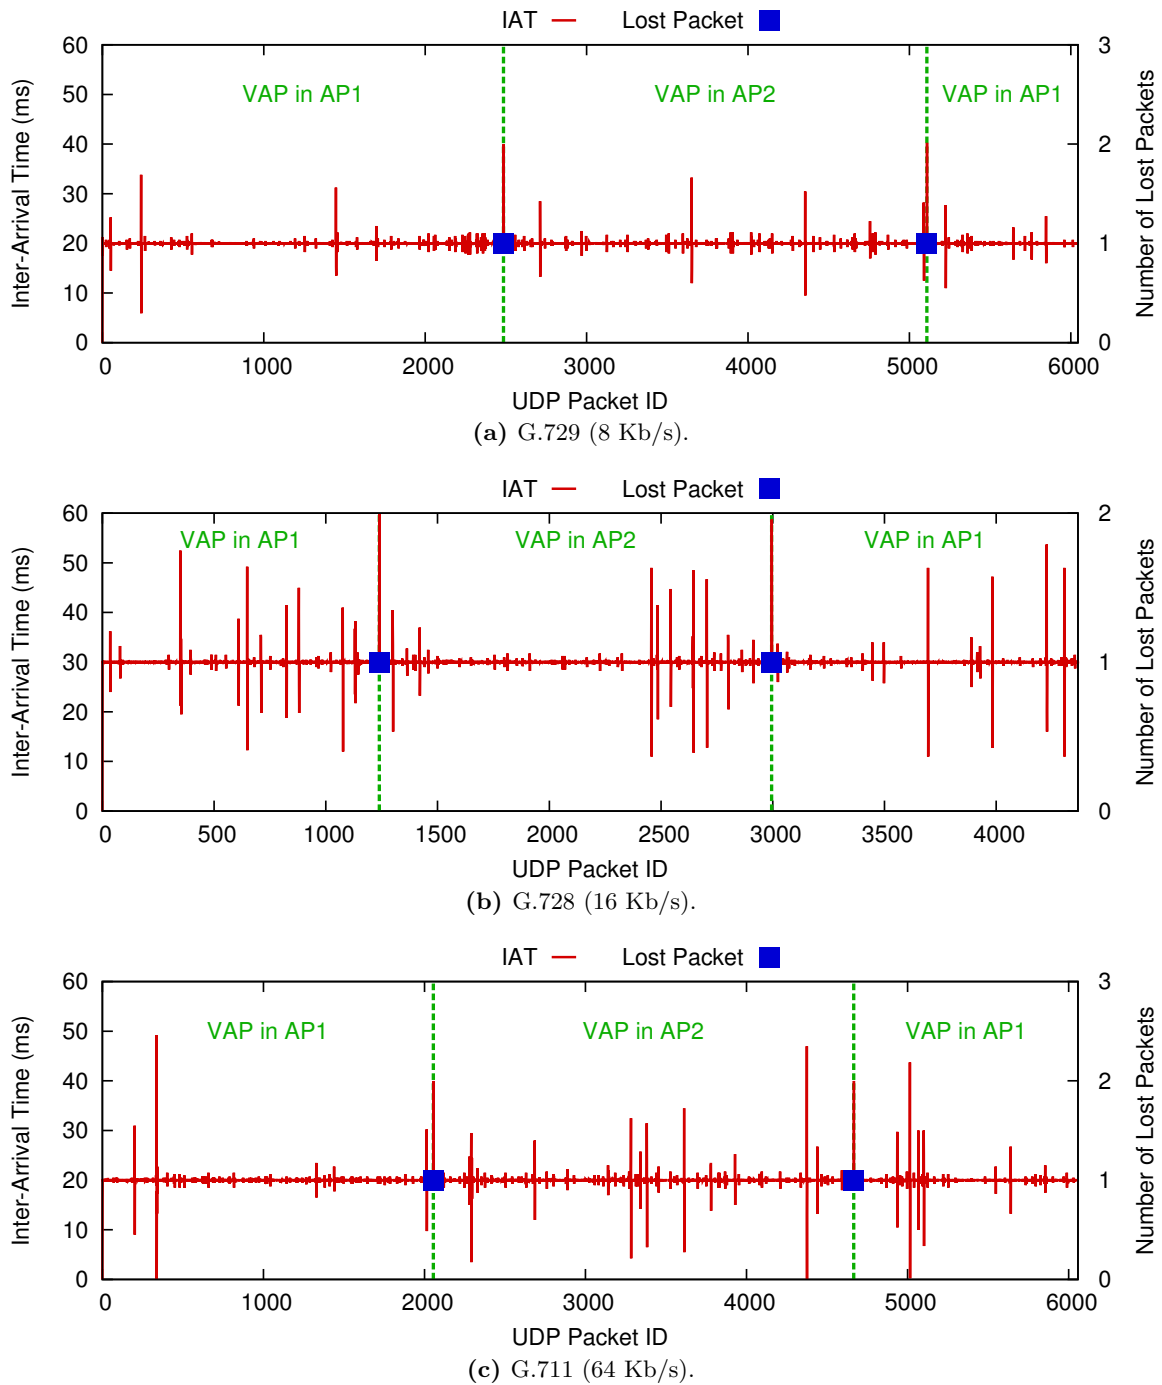 IAT Lost Packet
60 50 40 30 20 10 0
Inter-Arrival Time (ms)
VAP in AP1 VAP in AP2 VAP in AP1
3 2 1 0
Number of Lost Packets
0 1000 2000 3000 4000 5000 6000
UDP Packet ID
(a) G.729 (8 Kb/s).
IAT Lost Packet
60 50 40 30 20 10 0
Inter-Arrival Time (ms)
VAP in AP1 VAP in AP2 VAP in AP1
2 1 0
Number of Lost Packets
0 500 1000 1500 2000 2500 3000 3500 4000
UDP Packet ID
(b) G.728 (16 Kb/s).
IAT Lost Packet
60 50 40 30 20 10 0
Inter-Arrival Time (ms)
VAP in AP1 VAP in AP2 VAP in AP1
3 2 1 0
Number of Lost Packets
0 1000 2000 3000 4000 5000 6000
UDP Packet ID
(c) G.711 (64 Kb/s).